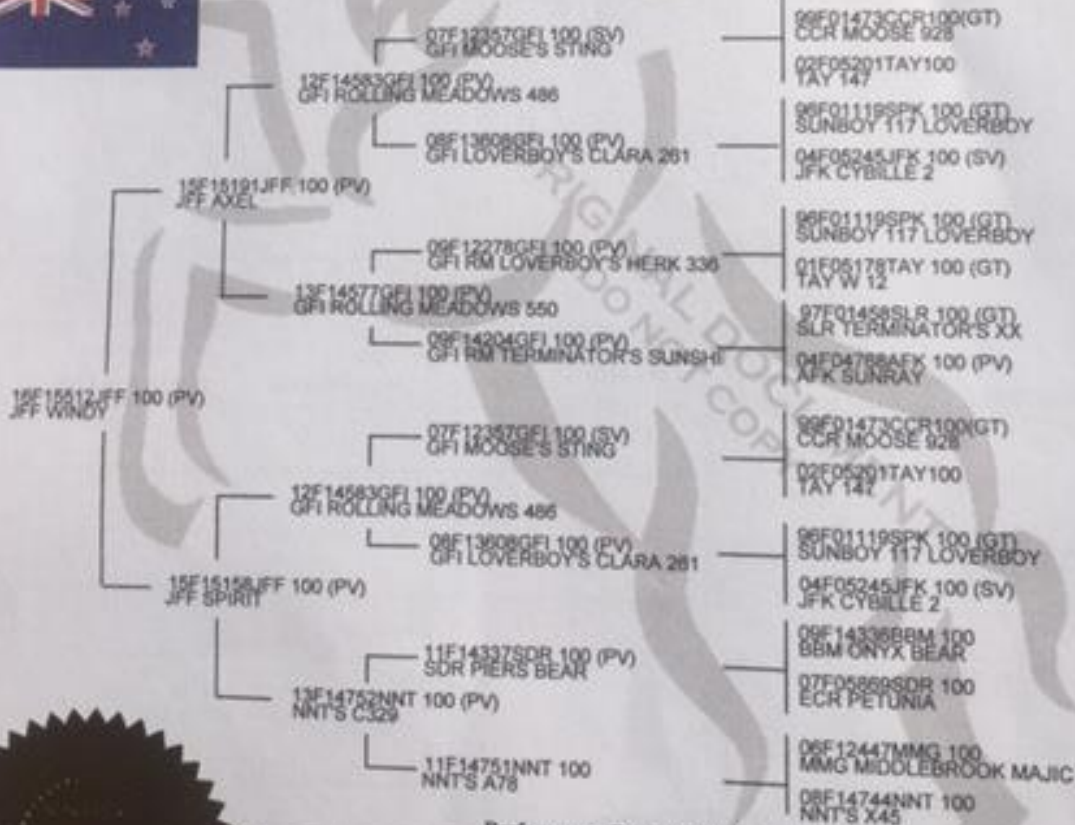 99F01473CCR100(GT)
CCR MOOSE 928
07F12357GFI 100 (SV)
GFI MOOSE'S STING
02F05201TAY100
TAY 147
12F14583GFI 100 (PV)
GFI ROLLING MEADOWS 486
96F01119SPK 100 (GT)
SUNBOY 117 LOVERBOY
08F13608GFI 100 (PV)
GFI LOVERBOY'S CLARA 261
04F05245JFK 100 (SV)
JFK CYBILLE 2
15F15191JFF 100 (PV)
JFF AXEL
96F01119SPK 100 (GT)
SUNBOY 117 LOVERBOY
09F12278GFI 100 (PV)
GFI RM LOVERBOY'S HERK 336
01F05178TAY 100 (GT)
TAY W 12
13F14577GFI 100 (PV)
GFI ROLLING MEADOWS 550
97F01458SLR 100 (GT)
SLR TERMINATOR'S XX
09F14204GFI 100 (PV)
GFI RM TERMINATOR'S SUNSHI
04F04788AFK 100 (PV)
AFK SUNRAY
16F15512JFF 100 (PV)
JFF WINDY
99F01473CCR100(GT)
CCR MOOSE 928
07F12357GFI 100 (SV)
GFI MOOSE'S STING
02F05201TAY100
TAY 147
12F14583GFI 100 (PV)
GFI ROLLING MEADOWS 486
96F01119SPK 100 (GT)
SUNBOY 117 LOVERBOY
08F13608GFI 100 (PV)
GFI LOVERBOY'S CLARA 261
04F05245JFK 100 (SV)
JFK CYBILLE 2
15F15158JFF 100 (PV)
JFF SPIRIT
09F14336BBM 100
BBM ONYX BEAR
11F14337SDR 100 (PV)
SDR PIERS BEAR
07F05869SDR 100
ECR PETUNIA
13F14752NNT 100 (PV)
NNT'S C329
06F12447MMG 100
MMG MIDDLEBROOK MAJIC
11F14751NNT 100
NNT'S A78
08F14744NNT 100
NNT'S X45
ORIGINAL DOCUMENT
DO NOT COPY